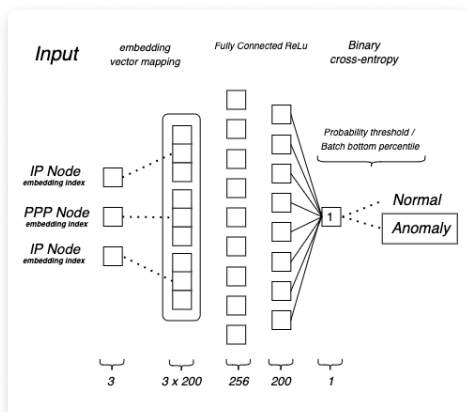 Input
embedding
vector mapping
Fully Connected ReLu
Binary
cross-entropy
Probability threshold /
Batch bottom percentile
IP Node
embedding index
PPP Node
embedding index
IP Node
embedding index
1
Normal
Anomaly
3
3 x 200
256
200
1